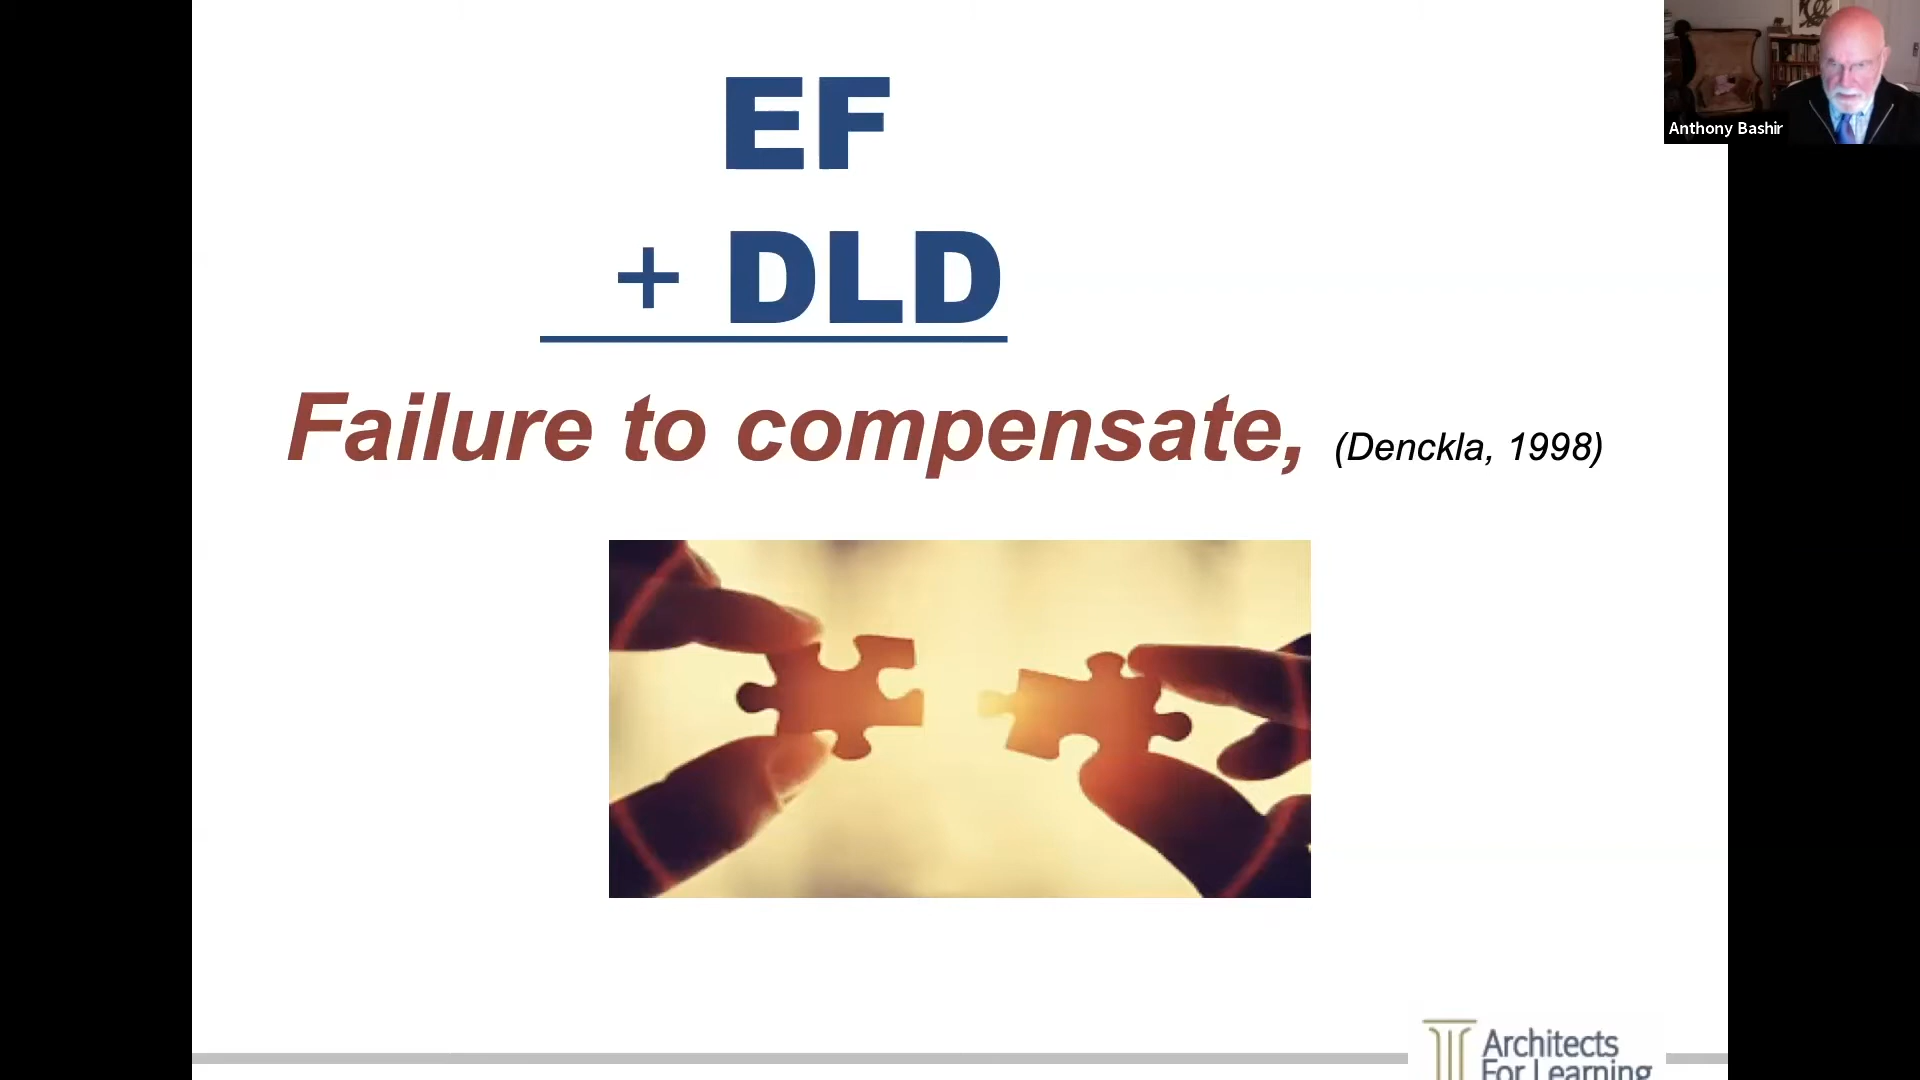 EF
+ DLD
Failure to compensate, (Denckla, 1998)
Anthony Bashir
Architects
For Learning